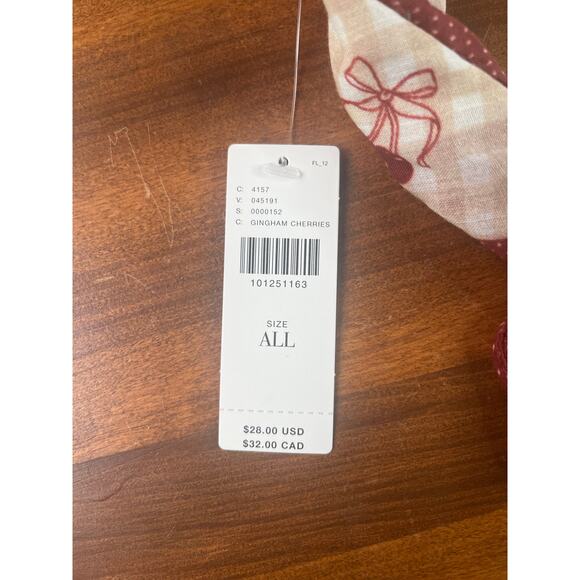 FL_12
C: 4157
V: 045191
S: 0000152
C: GINGHAM CHERRIES
101251163
SIZE
ALL
$28.00 USD
$32.00 CAD